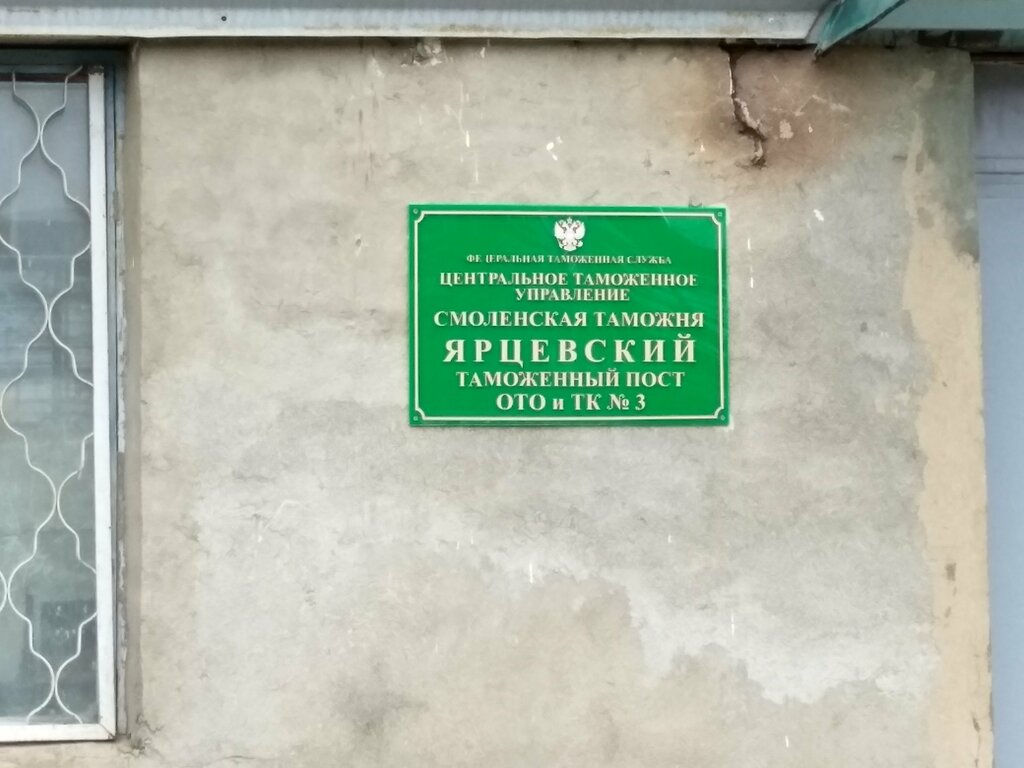 ФЕДЕРАЛЬНАЯ ТАМОЖЕННАЯ СЛУЖБА
ЦЕНТРАЛЬНОЕ ТАМОЖЕННОЕ
УПРАВЛЕНИЕ
СМОЛЕНСКАЯ ТАМОЖНЯ
ЯРЦЕВСКИЙ
ТАМОЖЕННЫЙ ПОСТ
ОТО и ТК № 3